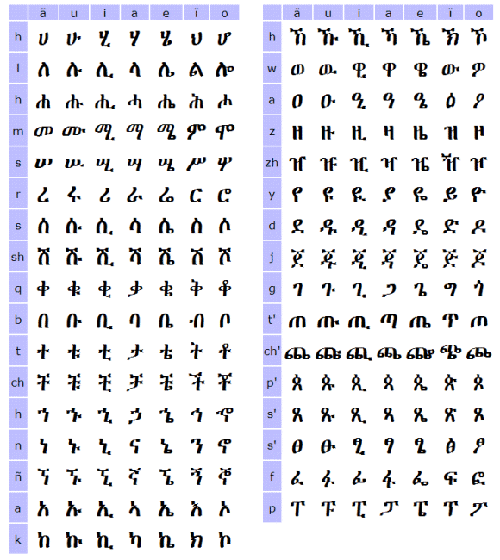 ä u i a e ï o
h ሀ ሁ ሂ ሃ ሄ ህ ሆ
l ለ ሉ ሊ ላ ሌ ል ሎ
h ሐ ሑ ሒ ሓ ሔ ሕ ሖ
m መ ሙ ሚ ማ ሜ ም ሞ
s ሠ ሡ ሢ ሣ ሤ ሥ ሦ
r ረ ሩ ሪ ራ ሬ ር ሮ
s ሰ ሱ ሲ ሳ ሴ ስ ሶ
sh ሸ ሹ ሺ ሻ ሼ ሽ ሾ
q ቀ ቁ ቂ ቃ ቄ ቅ ቆ
b በ ቡ ቢ ባ ቤ ብ ቦ
t ተ ቱ ቲ ታ ቴ ት ቶ
ch ቸ ቹ ቺ ቻ ቼ ች ቾ
h ኀ ኁ ኂ ኃ ኄ ኅ ኆ
n ነ ኑ ኒ ና ኔ ን ኖ
ñ ኘ ኙ ኚ ኛ ኜ ኝ ኞ
a አ ኡ ኢ ኣ ኤ እ ኦ
k ከ ኩ ኪ ካ ኬ ክ ኮ
ä u i a e ï o
h ኸ ኹ ኺ ኻ ኼ ኽ ኾ
w ወ ዉ ዊ ዋ ዌ ው ዎ
a ዐ ዑ ዒ ዓ ዔ ዕ ዖ
z ዘ ዙ ዚ ዛ ዜ ዝ ዞ
zh ዠ ዡ ዢ ዣ ዤ ዥ ዦ
y የ ዩ ዪ ያ ዬ ይ ዮ
d ደ ዱ ዲ ዳ ዴ ድ ዶ
j ጀ ጁ ጂ ጃ ጄ ጅ ጆ
g ገ ጉ ጊ ጋ ጌ ግ ጎ
t' ጠ ጡ ጢ ጣ ጤ ጥ ጦ
ch' ጨ ጩ ጪ ጫ ጬ ጭ ጮ
p' ጰ ጱ ጲ ጳ ጴ ጵ ጶ
s' ጸ ጹ ጺ ጻ ጼ ጽ ጾ
s' ፀ ፁ ፂ ፃ ፄ ፅ ፆ
f ፈ ፉ ፊ ፋ ፌ ፍ ፎ
p ፐ ፑ ፒ ፓ ፔ ፕ ፖ